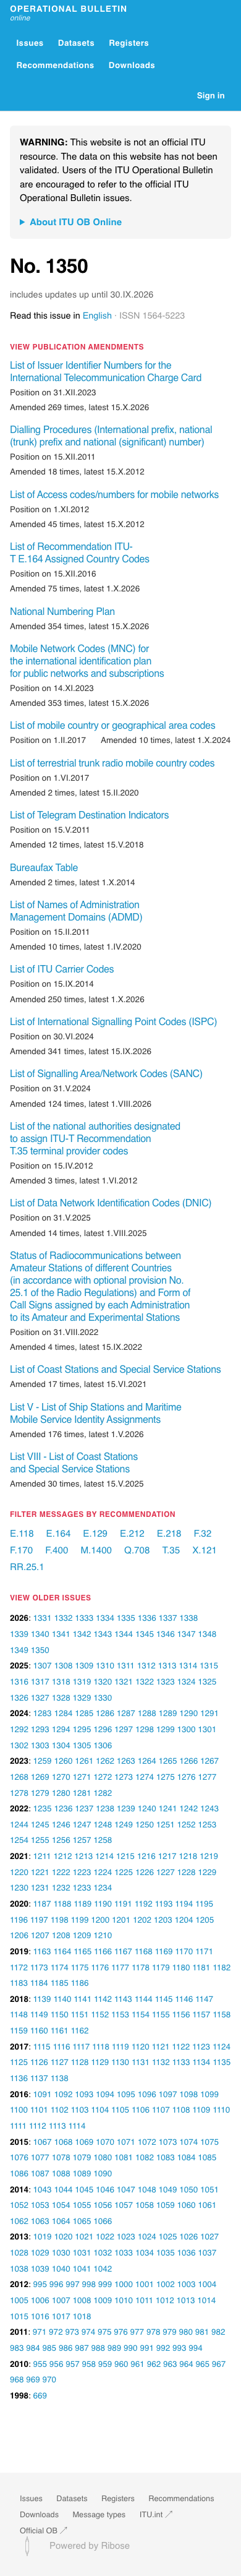 OPERATIONAL BULLETIN
online
Issues Datasets Registers
Recommendations Downloads
Sign in
WARNING: This website is not an official ITU
resource. The data on this website has not been
validated. Users of the ITU Operational Bulletin
are encouraged to refer to the official ITU
Operational Bulletin issues.
▶ About ITU OB Online
No. 1350
includes updates up until 30.IX.2026
Read this issue in English · ISSN 1564-5223
VIEW PUBLICATION AMENDMENTS
List of Issuer Identifier Numbers for the
International Telecommunication Charge Card
Position on 31.XII.2023
Amended 269 times, latest 15.X.2026
Dialling Procedures (International prefix, national
(trunk) prefix and national (significant) number)
Position on 15.XII.2011
Amended 18 times, latest 15.X.2012
List of Access codes/numbers for mobile networks
Position on 1.XI.2012
Amended 45 times, latest 15.X.2012
List of Recommendation ITU-
T E.164 Assigned Country Codes
Position on 15.XII.2016
Amended 75 times, latest 1.X.2026
National Numbering Plan
Amended 354 times, latest 15.X.2026
Mobile Network Codes (MNC) for
the international identification plan
for public networks and subscriptions
Position on 14.XI.2023
Amended 353 times, latest 15.X.2026
List of mobile country or geographical area codes
Position on 1.II.2017 Amended 10 times, latest 1.X.2024
List of terrestrial trunk radio mobile country codes
Position on 1.VI.2017
Amended 2 times, latest 15.II.2020
List of Telegram Destination Indicators
Position on 15.V.2011
Amended 12 times, latest 15.V.2018
Bureaufax Table
Amended 2 times, latest 1.X.2014
List of Names of Administration
Management Domains (ADMD)
Position on 15.II.2011
Amended 10 times, latest 1.IV.2020
List of ITU Carrier Codes
Position on 15.IX.2014
Amended 250 times, latest 1.X.2026
List of International Signalling Point Codes (ISPC)
Position on 30.VI.2024
Amended 341 times, latest 15.IX.2026
List of Signalling Area/Network Codes (SANC)
Position on 31.V.2024
Amended 124 times, latest 1.VIII.2026
List of the national authorities designated
to assign ITU-T Recommendation
T.35 terminal provider codes
Position on 15.IV.2012
Amended 3 times, latest 1.VI.2012
List of Data Network Identification Codes (DNIC)
Position on 31.V.2025
Amended 14 times, latest 1.VIII.2025
Status of Radiocommunications between
Amateur Stations of different Countries
(in accordance with optional provision No.
25.1 of the Radio Regulations) and Form of
Call Signs assigned by each Administration
to its Amateur and Experimental Stations
Position on 31.VIII.2022
Amended 4 times, latest 15.IX.2022
List of Coast Stations and Special Service Stations
Amended 17 times, latest 15.VI.2021
List V - List of Ship Stations and Maritime
Mobile Service Identity Assignments
Amended 176 times, latest 1.V.2026
List VIII - List of Coast Stations
and Special Service Stations
Amended 30 times, latest 15.V.2025
FILTER MESSAGES BY RECOMMENDATION
E.118 E.164 E.129 E.212 E.218 F.32
F.170 F.400 M.1400 Q.708 T.35 X.121
RR.25.1
VIEW OLDER ISSUES
2026: 1331 1332 1333 1334 1335 1336 1337 1338
1339 1340 1341 1342 1343 1344 1345 1346 1347 1348
1349 1350
2025: 1307 1308 1309 1310 1311 1312 1313 1314 1315
1316 1317 1318 1319 1320 1321 1322 1323 1324 1325
1326 1327 1328 1329 1330
2024: 1283 1284 1285 1286 1287 1288 1289 1290 1291
1292 1293 1294 1295 1296 1297 1298 1299 1300 1301
1302 1303 1304 1305 1306
2023: 1259 1260 1261 1262 1263 1264 1265 1266 1267
1268 1269 1270 1271 1272 1273 1274 1275 1276 1277
1278 1279 1280 1281 1282
2022: 1235 1236 1237 1238 1239 1240 1241 1242 1243
1244 1245 1246 1247 1248 1249 1250 1251 1252 1253
1254 1255 1256 1257 1258
2021: 1211 1212 1213 1214 1215 1216 1217 1218 1219
1220 1221 1222 1223 1224 1225 1226 1227 1228 1229
1230 1231 1232 1233 1234
2020: 1187 1188 1189 1190 1191 1192 1193 1194 1195
1196 1197 1198 1199 1200 1201 1202 1203 1204 1205
1206 1207 1208 1209 1210
2019: 1163 1164 1165 1166 1167 1168 1169 1170 1171
1172 1173 1174 1175 1176 1177 1178 1179 1180 1181 1182
1183 1184 1185 1186
2018: 1139 1140 1141 1142 1143 1144 1145 1146 1147
1148 1149 1150 1151 1152 1153 1154 1155 1156 1157 1158
1159 1160 1161 1162
2017: 1115 1116 1117 1118 1119 1120 1121 1122 1123 1124
1125 1126 1127 1128 1129 1130 1131 1132 1133 1134 1135
1136 1137 1138
2016: 1091 1092 1093 1094 1095 1096 1097 1098 1099
1100 1101 1102 1103 1104 1105 1106 1107 1108 1109 1110
1111 1112 1113 1114
2015: 1067 1068 1069 1070 1071 1072 1073 1074 1075
1076 1077 1078 1079 1080 1081 1082 1083 1084 1085
1086 1087 1088 1089 1090
2014: 1043 1044 1045 1046 1047 1048 1049 1050 1051
1052 1053 1054 1055 1056 1057 1058 1059 1060 1061
1062 1063 1064 1065 1066
2013: 1019 1020 1021 1022 1023 1024 1025 1026 1027
1028 1029 1030 1031 1032 1033 1034 1035 1036 1037
1038 1039 1040 1041 1042
2012: 995 996 997 998 999 1000 1001 1002 1003 1004
1005 1006 1007 1008 1009 1010 1011 1012 1013 1014
1015 1016 1017 1018
2011: 971 972 973 974 975 976 977 978 979 980 981 982
983 984 985 986 987 988 989 990 991 992 993 994
2010: 955 956 957 958 959 960 961 962 963 964 965 967
968 969 970
1998: 669
Issues Datasets Registers Recommendations
Downloads Message types ITU.int ↗
Official OB ↗
Powered by Ribose